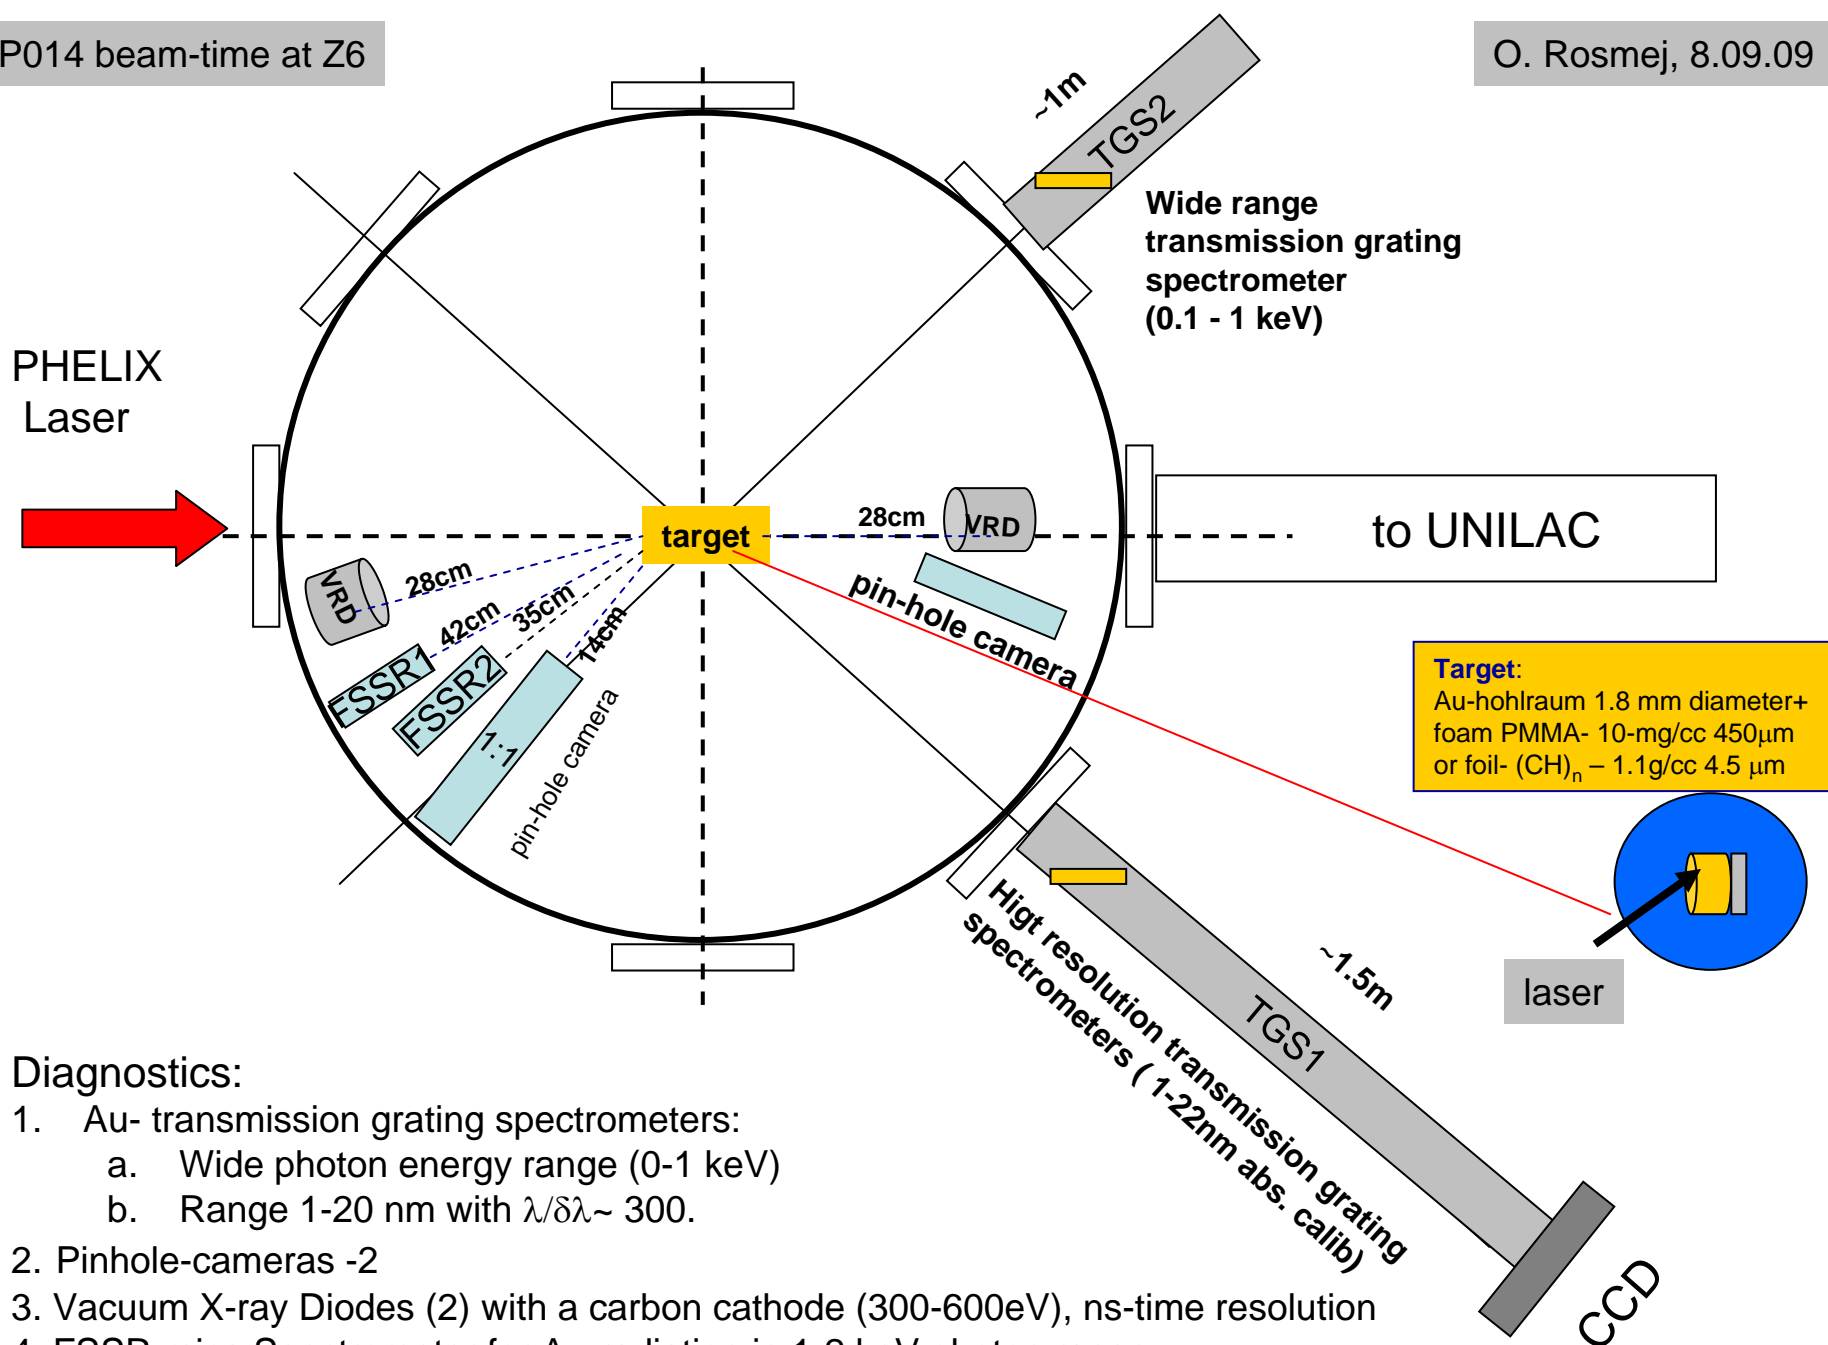 P014 beam-time at Z6
O. Rosmej, 8.09.09
~1m
TGS2
Wide range
transmission grating
spectrometer
(0.1 - 1 keV)
PHELIX
Laser
target
28cm
VRD
to UNILAC
pin-hole camera
VRD
28cm
42cm
35cm
14cm
FSSR1
FSSR2
1:1
pin-hole camera
Target:
Au-hohlraum 1.8 mm diameter+
foam PMMA- 10-mg/cc 450μm
or foil- (CH)n – 1.1g/cc 4.5 μm
laser
Higt resolution transmission grating
spectrometers ( 1-22nm abs. calib)
~1.5m
TGS1
CCD
Diagnostics:
1. Au- transmission grating spectrometers:
a. Wide photon energy range (0-1 keV)
b. Range 1-20 nm with λ/δλ~ 300.
2. Pinhole-cameras -2
3. Vacuum X-ray Diodes (2) with a carbon cathode (300-600eV), ns-time resolution